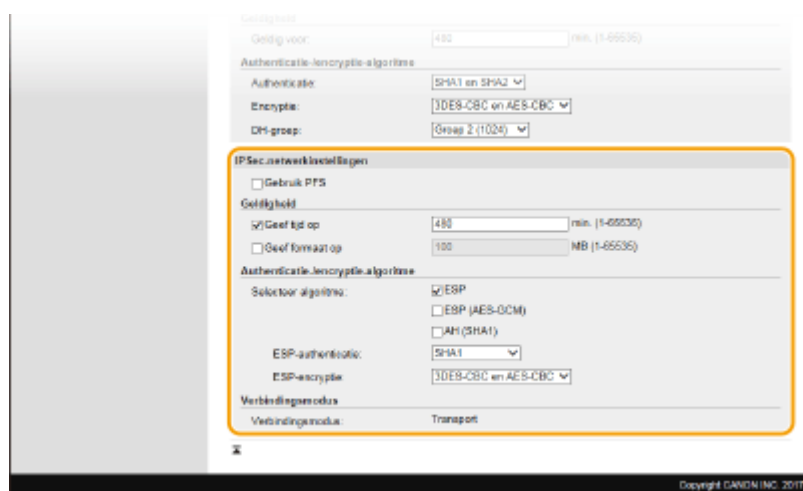 Geldigheid
Geldig voor: 480 min. (1-65535)
Authenticatie-/encryptie-algoritme
Authenticatie: SHA1 en SHA2
Encryptie: 3DES-CBC en AES-CBC
DH-groep: Groep 2 (1024)
IPSec.netwerkinstellingen
Gebruik PFS
Geldigheid
Geef tijd op 480 min. (1-65535)
Geef formaat op 100 MB (1-65535)
Authenticatie-/encryptie-algoritme
Selecteer algoritme: ESP
ESP (AES-GCM)
AH (SHA1)
ESP-authenticatie: SHA1
ESP-encryptie: 3DES-CBC en AES-CBC
Verbindingsmodus
Verbindingsmodus: Transport
Copyright CANON INC. 2017